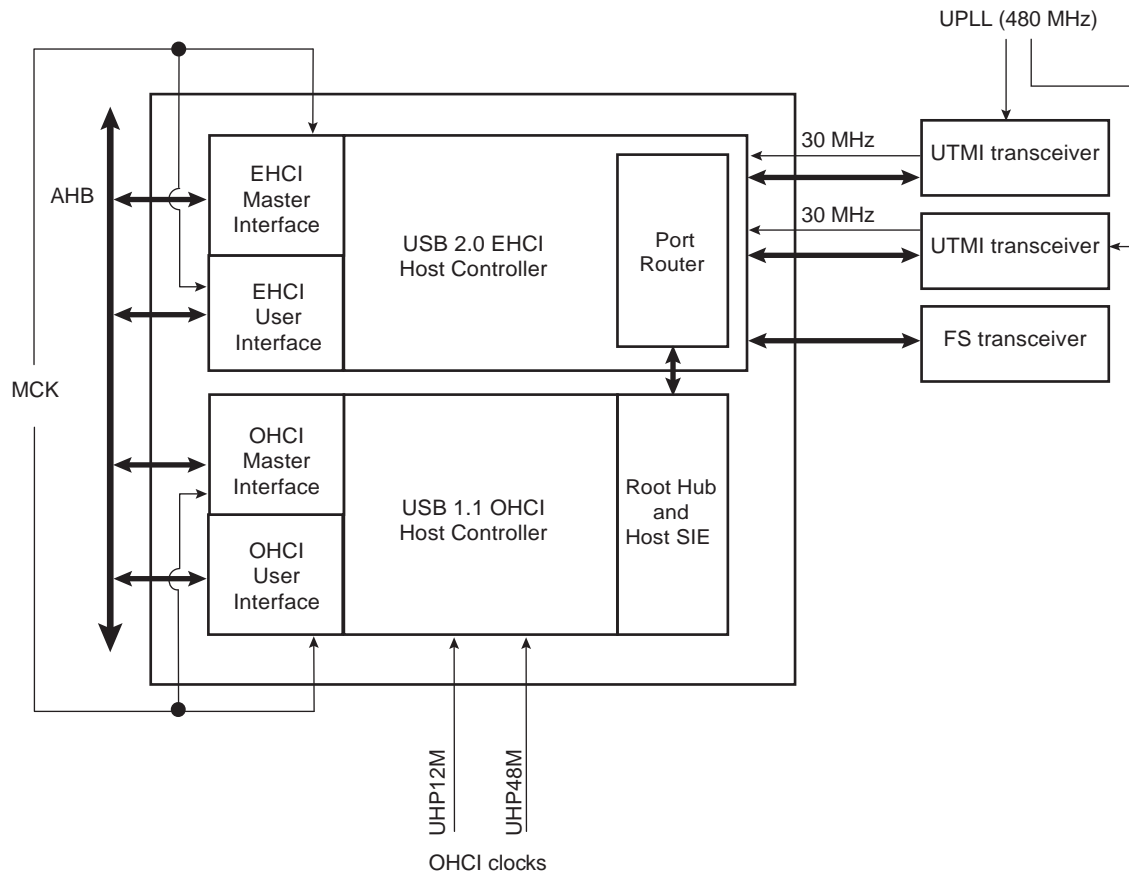 UPLL (480 MHz)
AHB
MCK
EHCI
Master
Interface
EHCI
User
Interface
USB 2.0 EHCI
Host Controller
Port
Router
30 MHz
UTMI transceiver
30 MHz
UTMI transceiver
FS transceiver
OHCI
Master
Interface
OHCI
User
Interface
USB 1.1 OHCI
Host Controller
Root Hub
and
Host SIE
UHP12M
UHP48M
OHCI clocks